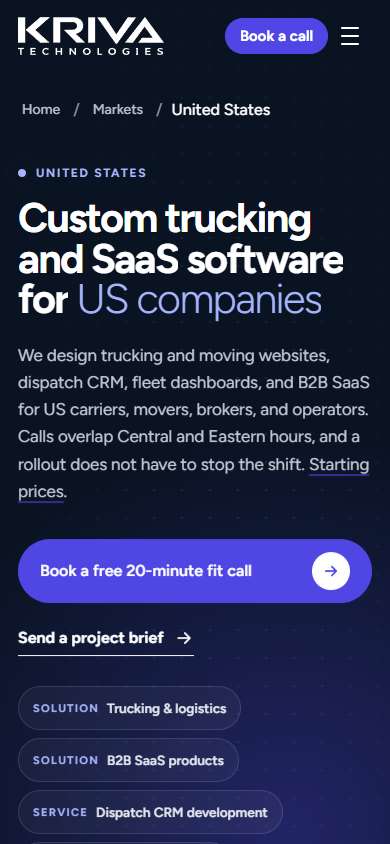 KRIVA
TECHNOLOGIES
Book a call
Home / Markets / United States
UNITED STATES
Custom trucking
and SaaS software
for US companies
We design trucking and moving websites,
dispatch CRM, fleet dashboards, and B2B SaaS
for US carriers, movers, brokers, and operators.
Calls overlap Central and Eastern hours, and a
rollout does not have to stop the shift. Starting
prices.
Book a free 20-minute fit call
Send a project brief
SOLUTION Trucking & logistics
SOLUTION B2B SaaS products
SERVICE Dispatch CRM development